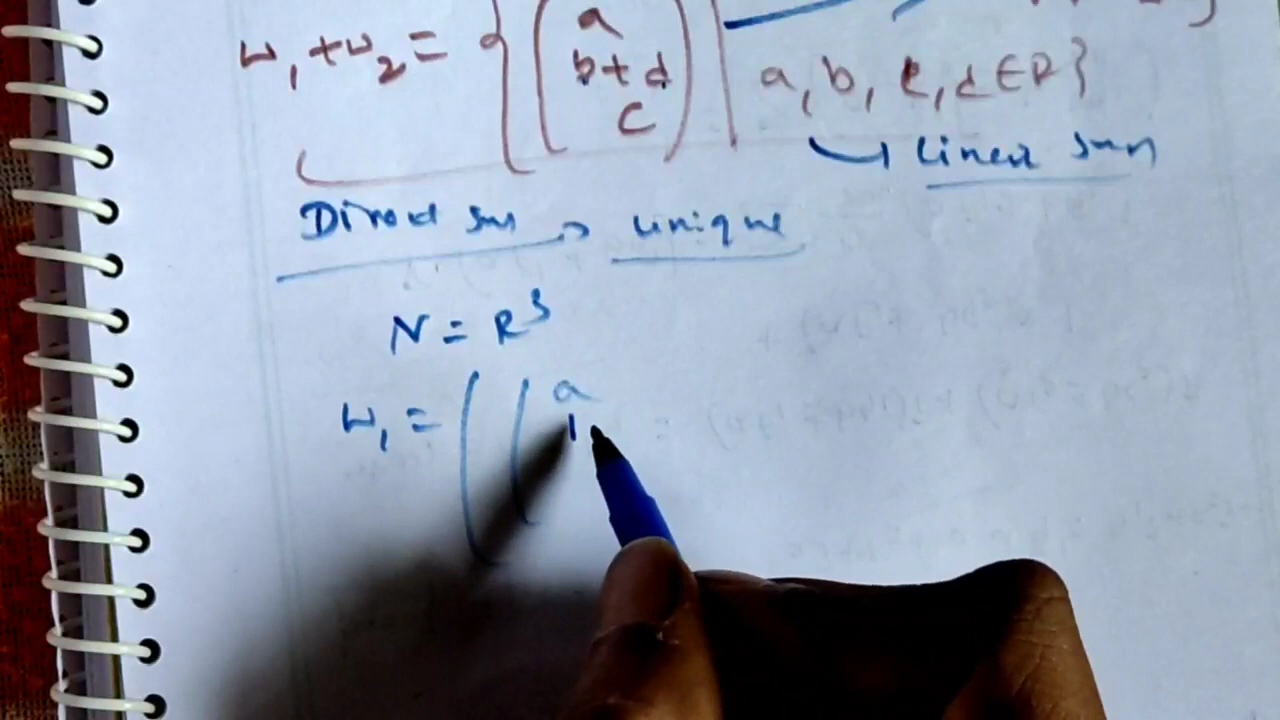 w₁+w₂ = { ( a
b+d
c ) | a, b, c, d ∈ R }
↳ linear sum
Direct sum → unique
V = R³
W₁ = ( ( a